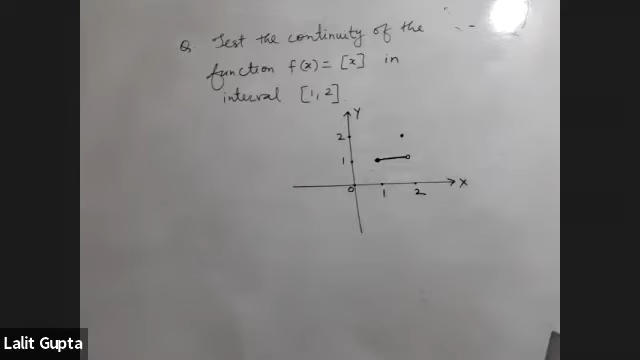 Q. Test the continuity of the
function f(x) = [x] in
interval [1, 2]
Y
2
1
0
1
2
X
Lalit Gupta